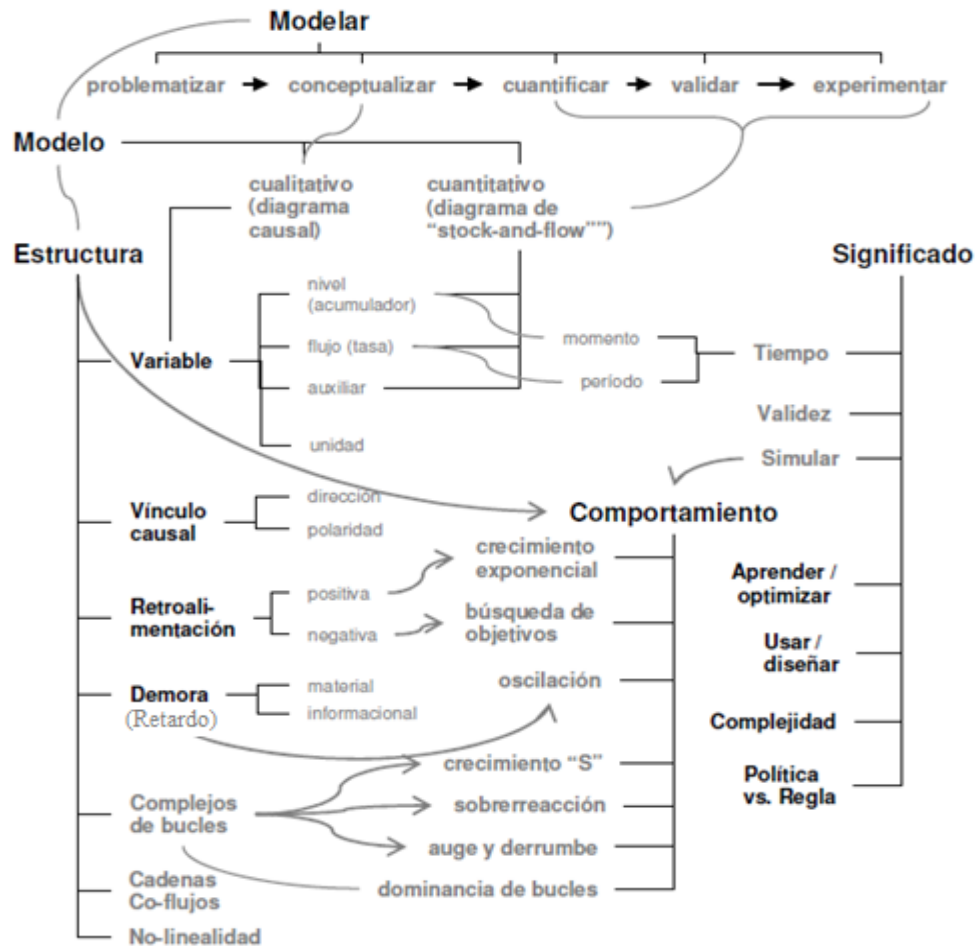 Modelar
problematizar conceptualizar cuantificar validar experimentar
Modelo
cualitativo
(diagrama
causal)
cuantitativo
(diagrama de
“stock-and-flow””)
Estructura
Significado
nivel
(acumulador)
Variable
flujo (tasa)
auxiliar
unidad
momento
período
Tiempo
Validez
Simular
Vínculo
causal
dirección
polaridad
Comportamiento
crecimiento
exponencial
Retroali-
mentación
positiva
negativa
búsqueda de
objetivos
Aprender /
optimizar
Usar /
diseñar
Demora
(Retardo)
material
informacional
oscilación
Complejidad
crecimiento “S”
Complejos
de bucles
sobrerreacción
Política
vs. Regla
auge y derrumbe
dominancia de bucles
Cadenas
Co-flujos
No-linealidad